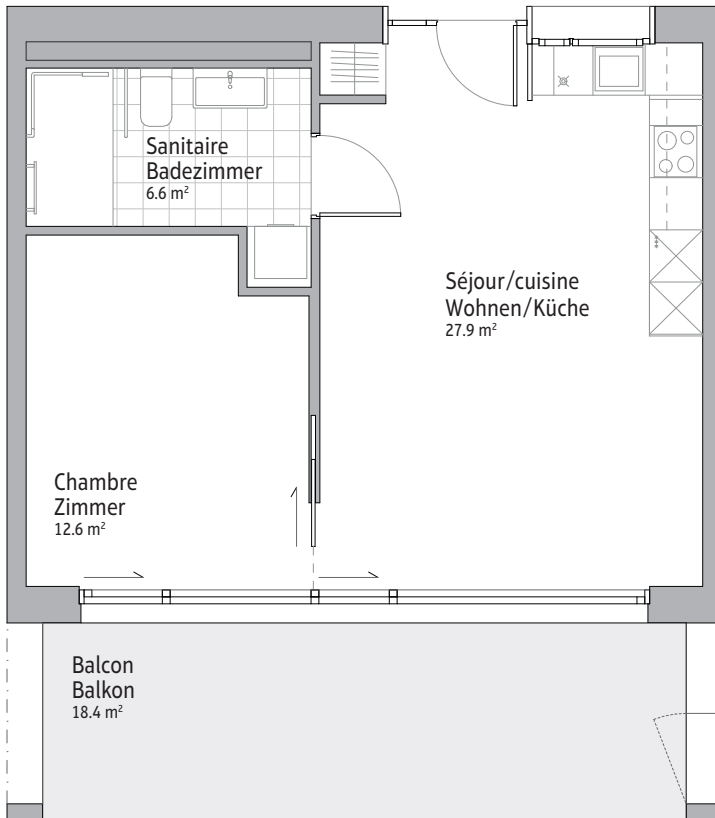 Sanitaire
Badezimmer
6.6 m²
Séjour/cuisine
Wohnen/Küche
27.9 m²
Chambre
Zimmer
12.6 m²
Balcon
Balkon
18.4 m²